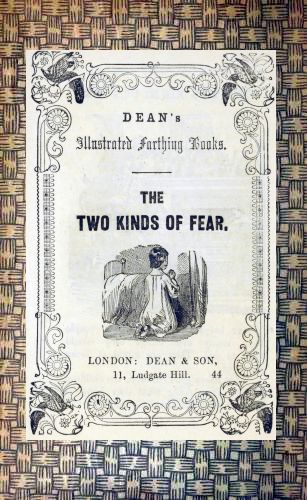 DEAN's
Illustrated Farthing Books.
THE
TWO KINDS OF FEAR.
LONDON: DEAN & SON,
11, Ludgate Hill. 44